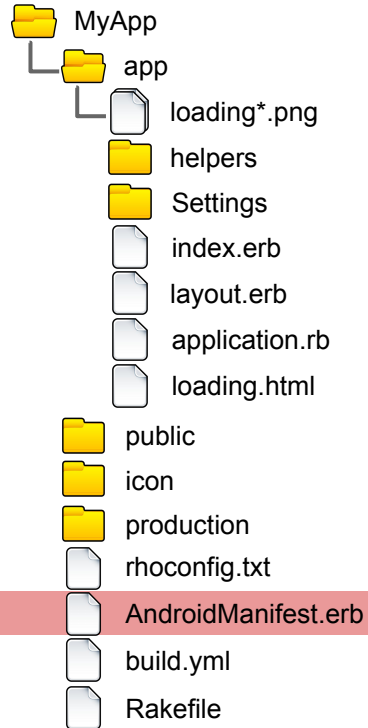 MyApp
app
loading*.png
helpers
Settings
index.erb
layout.erb
application.rb
loading.html
public
icon
production
rhoconfig.txt
AndroidManifest.erb
build.yml
Rakefile